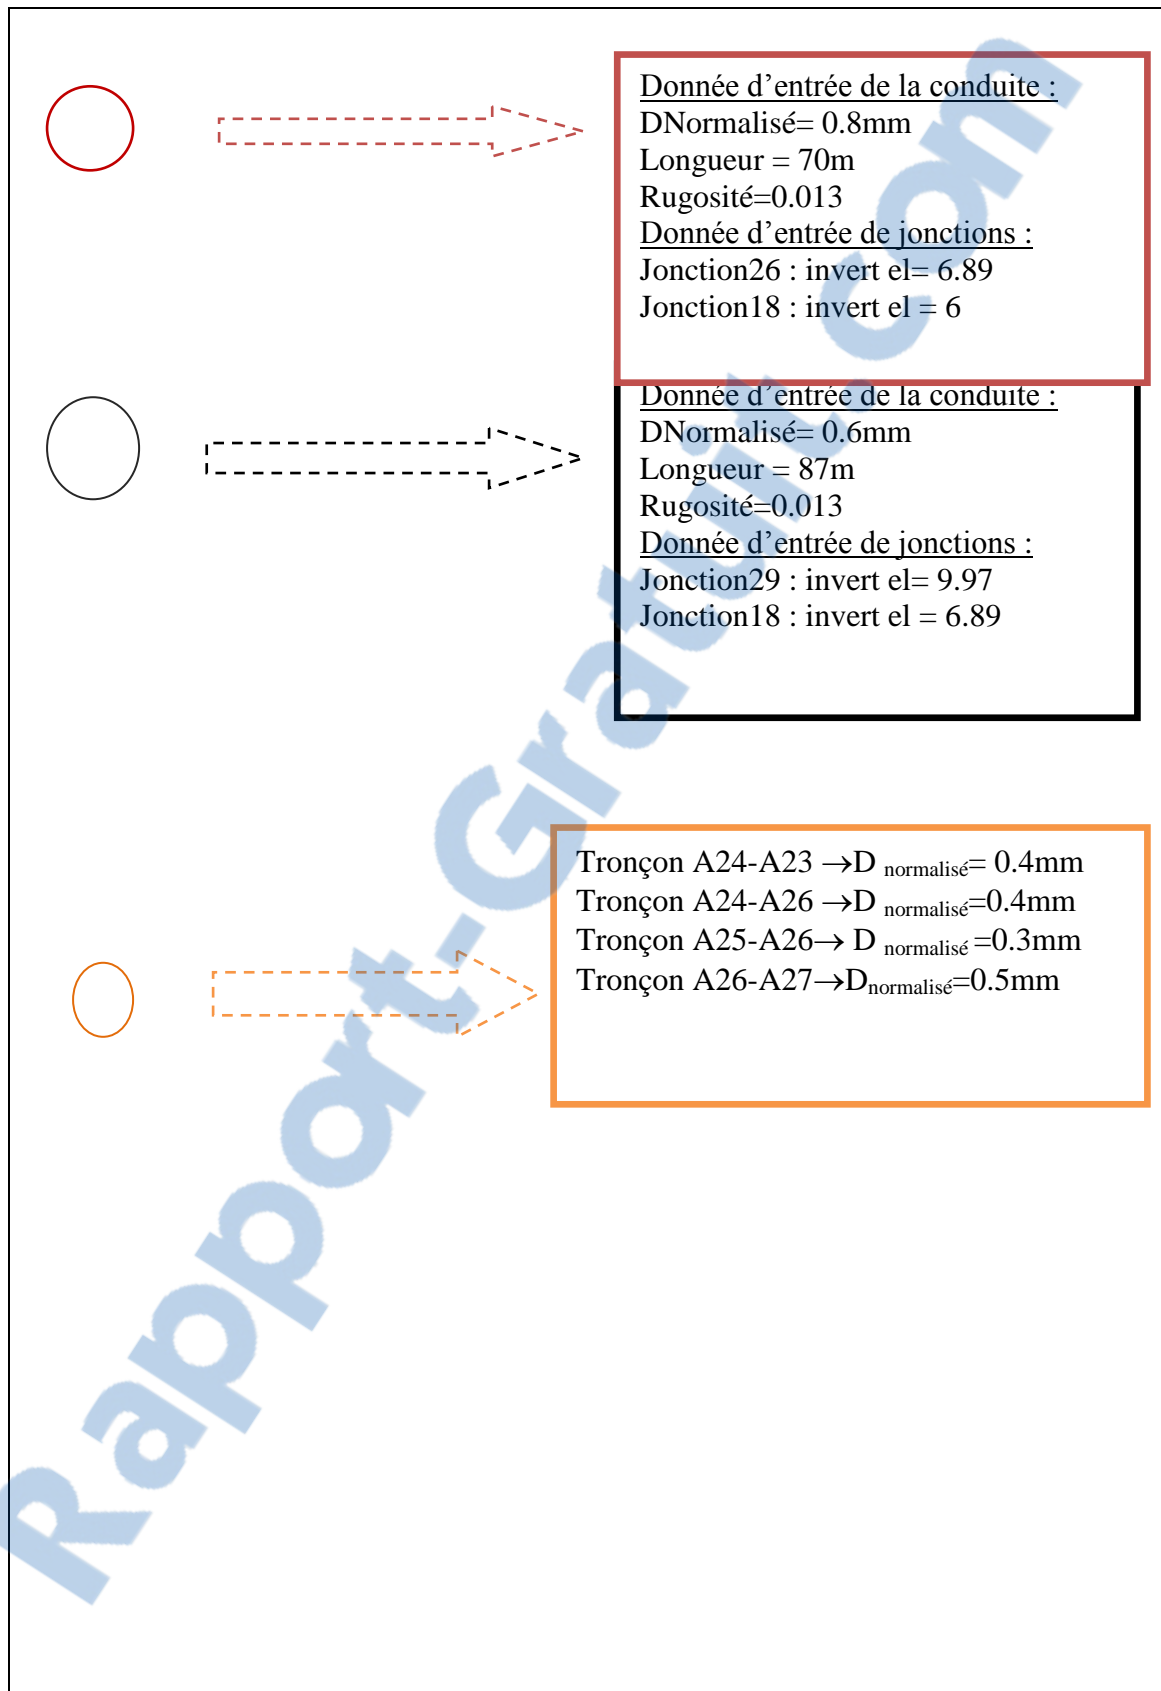 Donnée d'entrée de la conduite :
DNormalisé= 0.8mm
Longueur = 70m
Rugosité=0.013
Donnée d'entrée de jonctions :
Jonction26 : invert el= 6.89
Jonction18 : invert el = 6
Donnée d'entrée de la conduite :
DNormalisé= 0.6mm
Longueur = 87m
Rugosité=0.013
Donnée d'entrée de jonctions :
Jonction29 : invert el= 9.97
Jonction18 : invert el = 6.89
Tronçon A24-A23 →D normalisé= 0.4mm
Tronçon A24-A26 →D normalisé=0.4mm
Tronçon A25-A26→ D normalisé =0.3mm
Tronçon A26-A27→Dnormalisé=0.5mm
Rapport-Gratuit.com